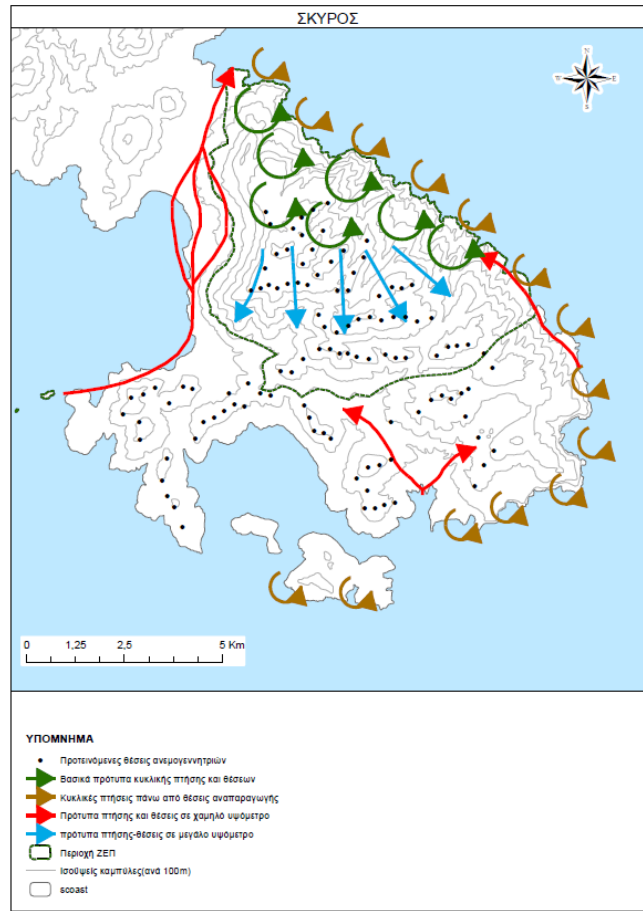 ΣΚΥΡΟΣ
N
W E
S
0 1,25 2,5 5 Km
ΥΠΟΜΝΗΜΑ
Προτεινόμενες θέσεις ανεμογεννητριών
Βασικά πρότυπα κυκλικής πτήσης και θέσεων
Κυκλικές πτήσεις πάνω από θέσεις αναπαραγωγής
Πρότυπα πτήσης και θέσεις σε χαμηλό υψόμετρο
πρότυπα πτήσης-θέσεις σε μεγάλο υψόμετρο
Περιοχή ΖΕΠ
Ισοϋψείς καμπύλες(ανά 100m)
scoast